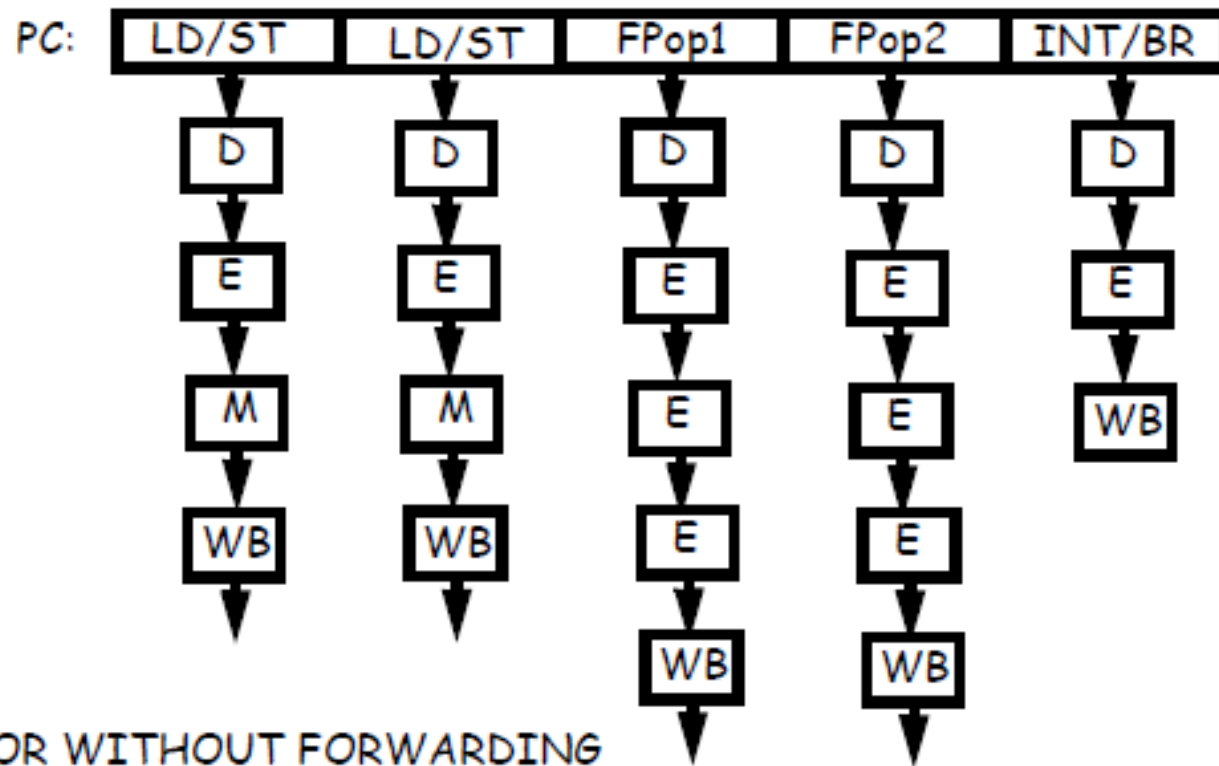 PC: LD/ST LD/ST FPop1 FPop2 INT/BR
D D D D D
E E E E E
M M E E WB
WB WB E E
WB WB
OR WITHOUT FORWARDING